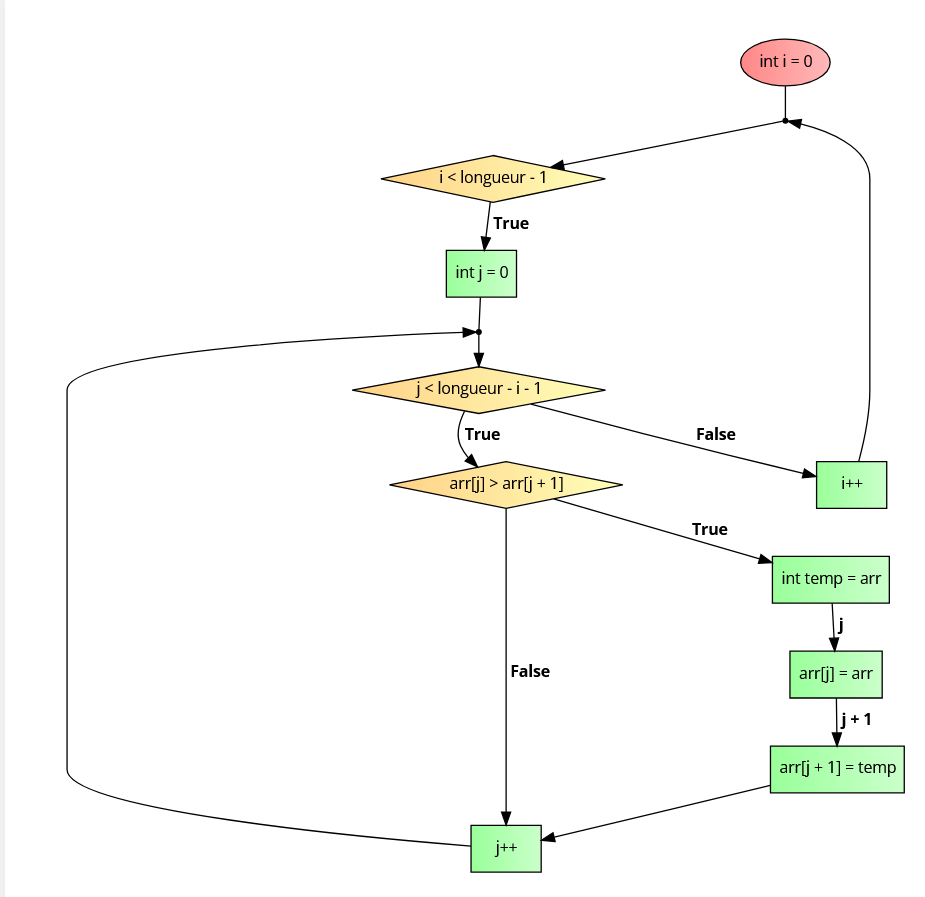 int i = 0
i < longueur - 1
True
int j = 0
j < longueur - i - 1
True
False
arr[j] > arr[j + 1]
i++
True
int temp = arr
j
False
arr[j] = arr
j + 1
arr[j + 1] = temp
j++